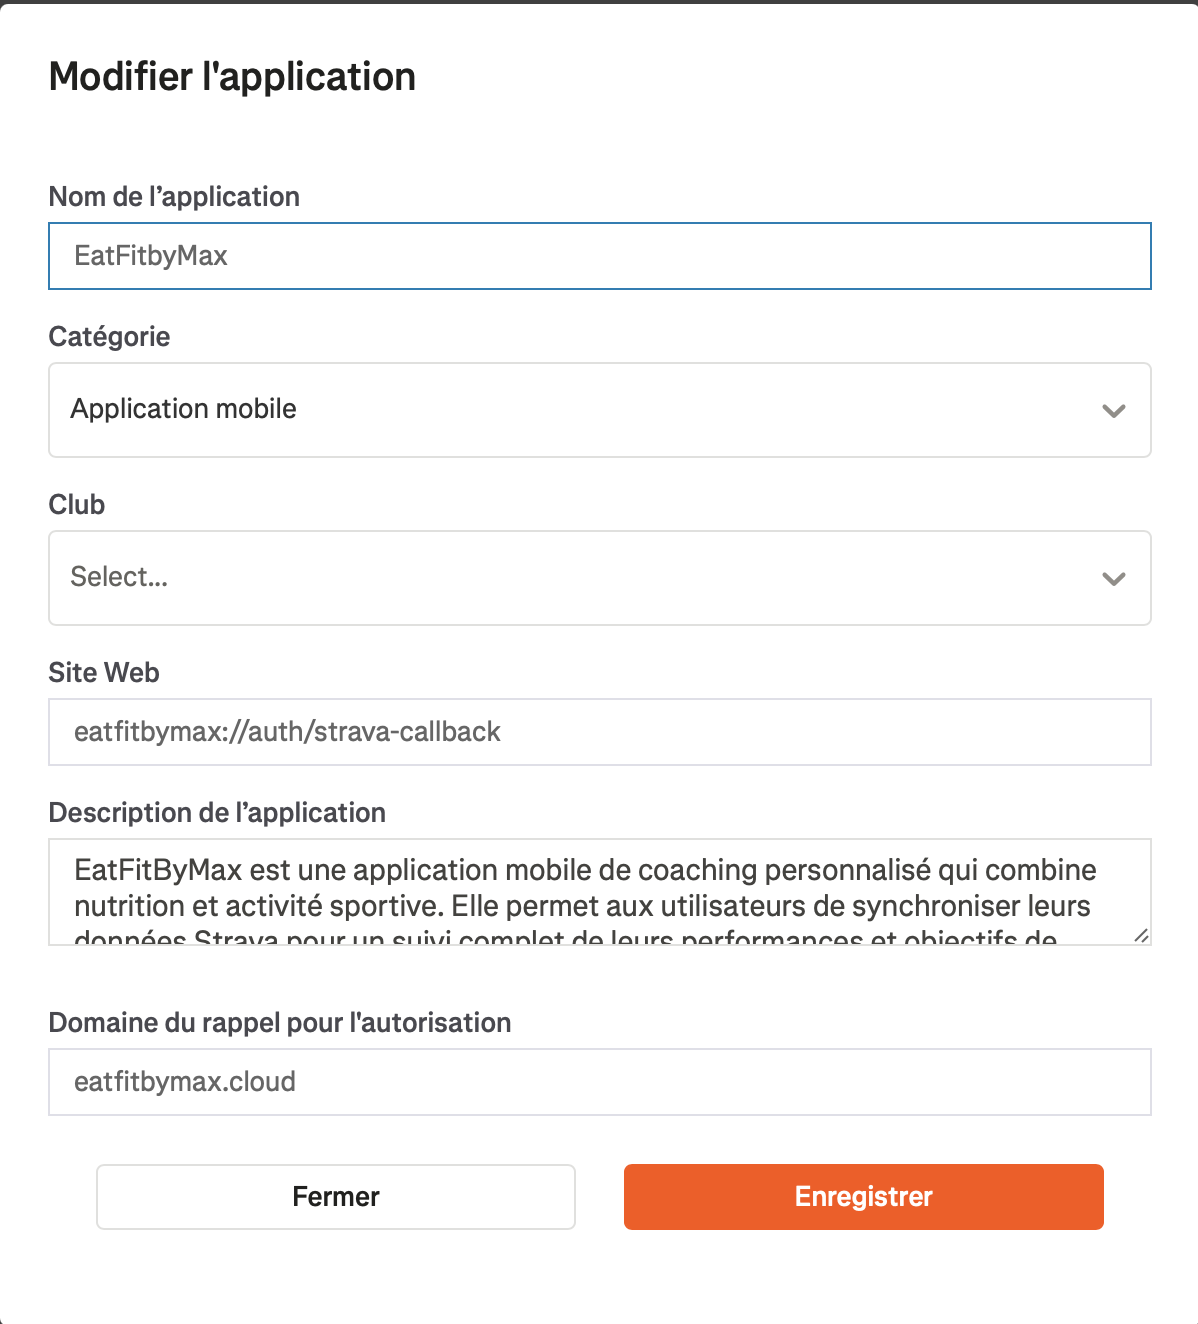 Modifier l'application
Nom de l’application
EatFitbyMax
Catégorie
Application mobile
Club
Select...
Site Web
eatfitbymax://auth/strava-callback
Description de l’application
EatFitByMax est une application mobile de coaching personnalisé qui combine
nutrition et activité sportive. Elle permet aux utilisateurs de synchroniser leurs
données Strava pour un suivi complet de leurs performances et objectifs de
Domaine du rappel pour l'autorisation
eatfitbymax.cloud
Fermer
Enregistrer